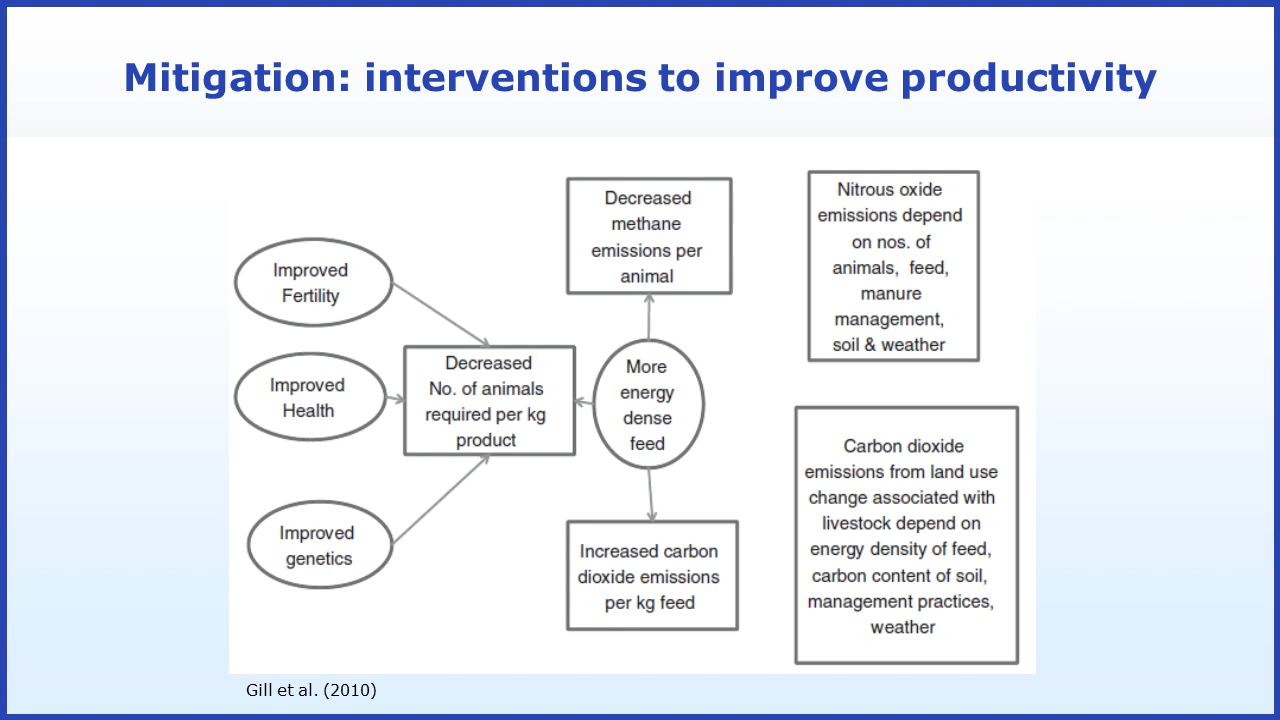 Mitigation: interventions to improve productivity
Improved
Fertility
Improved
Health
Improved
genetics
Decreased
No. of animals
required per kg
product
Decreased
methane
emissions per
animal
More
energy
dense
feed
Increased carbon
dioxide emissions
per kg feed
Nitrous oxide
emissions depend
on nos. of
animals, feed,
manure
management,
soil & weather
Carbon dioxide
emissions from land use
change associated with
livestock depend on
energy density of feed,
carbon content of soil,
management practices,
weather
Gill et al. (2010)